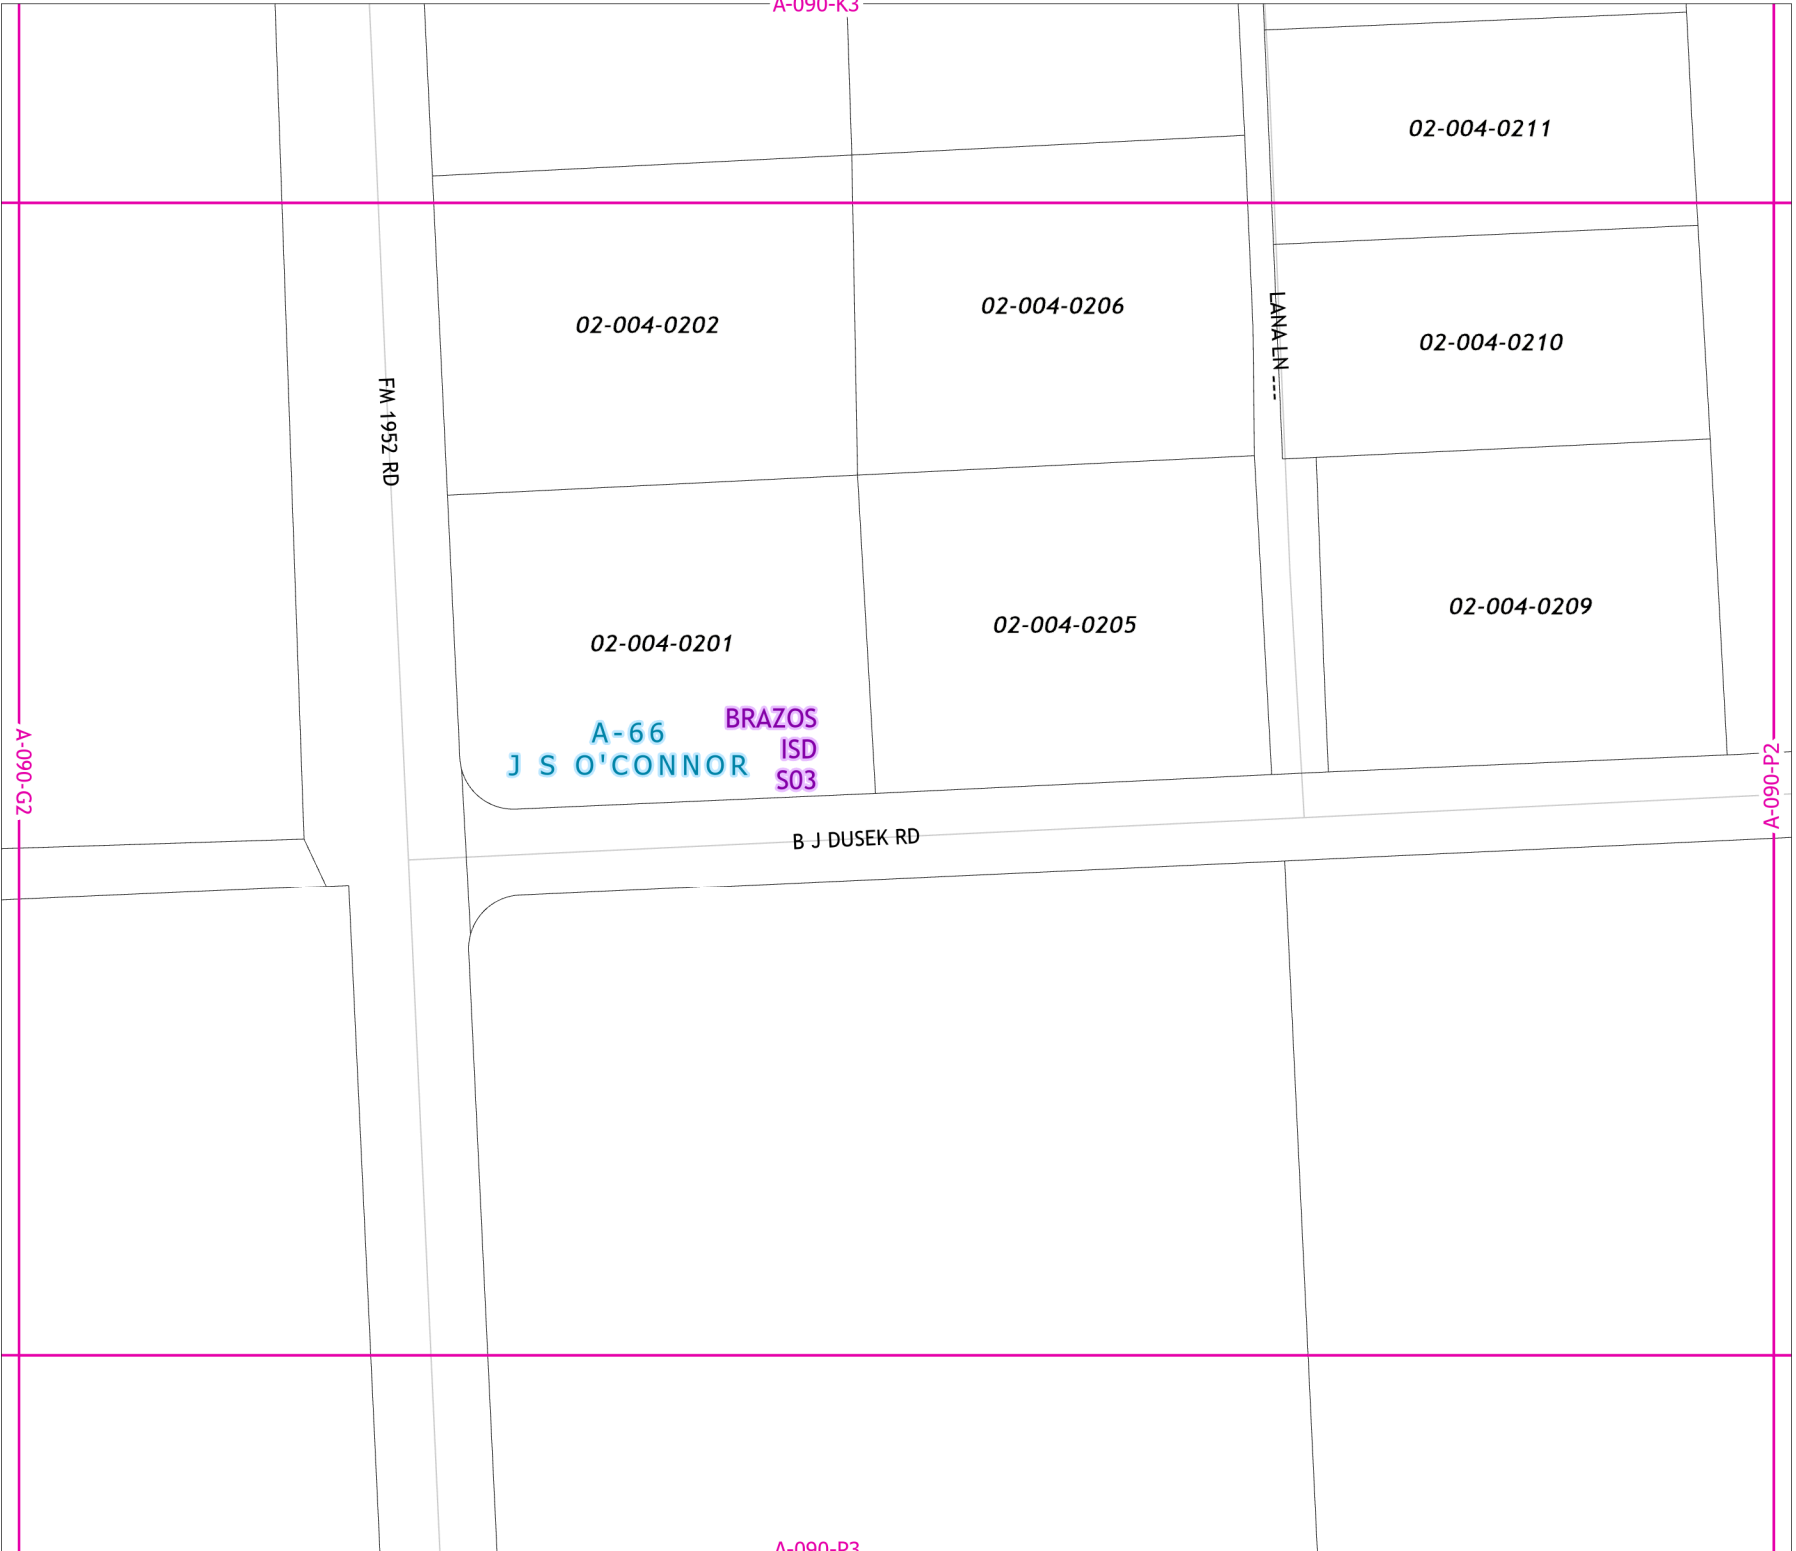 A-090-K3
02-004-0211
02-004-0206
02-004-0202
LANA LN ---
02-004-0210
FM 1952 RD
02-004-0209
02-004-0205
02-004-0201
BRAZOS
ISD
S03
A-66
J S O'CONNOR
A-090-G2
A-090-P2
B J DUSEK RD
A-090-P3